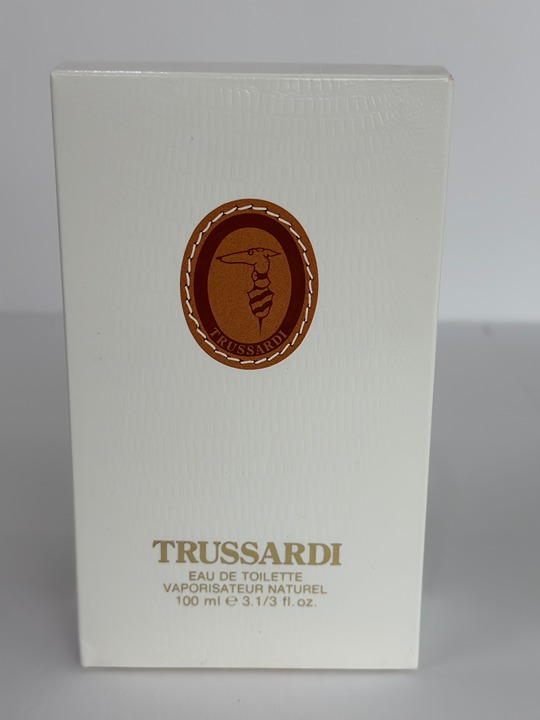 TRUSSARDI
TRUSSARDI
EAU DE TOILETTE
VAPORISATEUR NATUREL
100 ml ℮ 3.1/3 fl.oz.